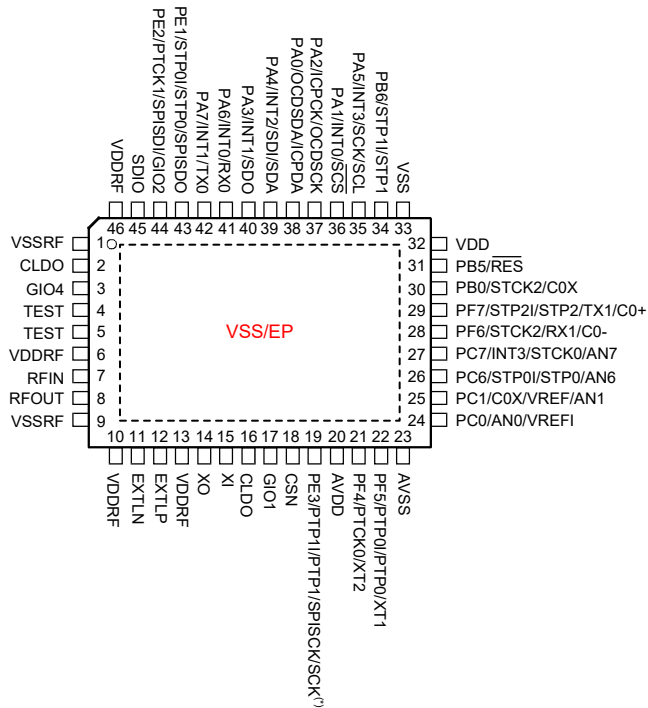 PE2/PTCK1/SPISDI/GIO2
PE1/STP0I/STP0/SPISDO
PA7/INT1/TX0
PA6/INT0/RX0
PA3/INT1/SDO
PA4/INT2/SDI/SDA
PA0/OCDSDA/ICPDA
PA2/ICPCK/OCDSCK
PA1/INT0/SCS
PA5/INT3/SCK/SCL
PB6/STP1I/STP1
VSS
VDDRF
SDIO
46 45 44 43 42 41 40 39 38 37 36 35 34 33
VSSRF 1
CLDO 2
GIO4 3
TEST 4
TEST 5
VDDRF 6
RFIN 7
RFOUT 8
VSSRF 9
VSS/EP
32 VDD
31 PB5/RES
30 PB0/STCK2/C0X
29 PF7/STP2I/STP2/TX1/C0+
28 PF6/STCK2/RX1/C0-
27 PC7/INT3/STCK0/AN7
26 PC6/STP0I/STP0/AN6
25 PC1/C0X/VREF/AN1
24 PC0/AN0/VREFI
10 11 12 13 14 15 16 17 18 19 20 21 22 23
VDDRF
EXTLN
EXTLP
VDDRF
XO
XI
CLDO
GIO1
CSN
PE3/PTP1I/PTP1/SPISCK/SCK(*)
AVDD
PF4/PTCK0/XT2
PF5/PTP0I/PTP0/XT1
AVSS